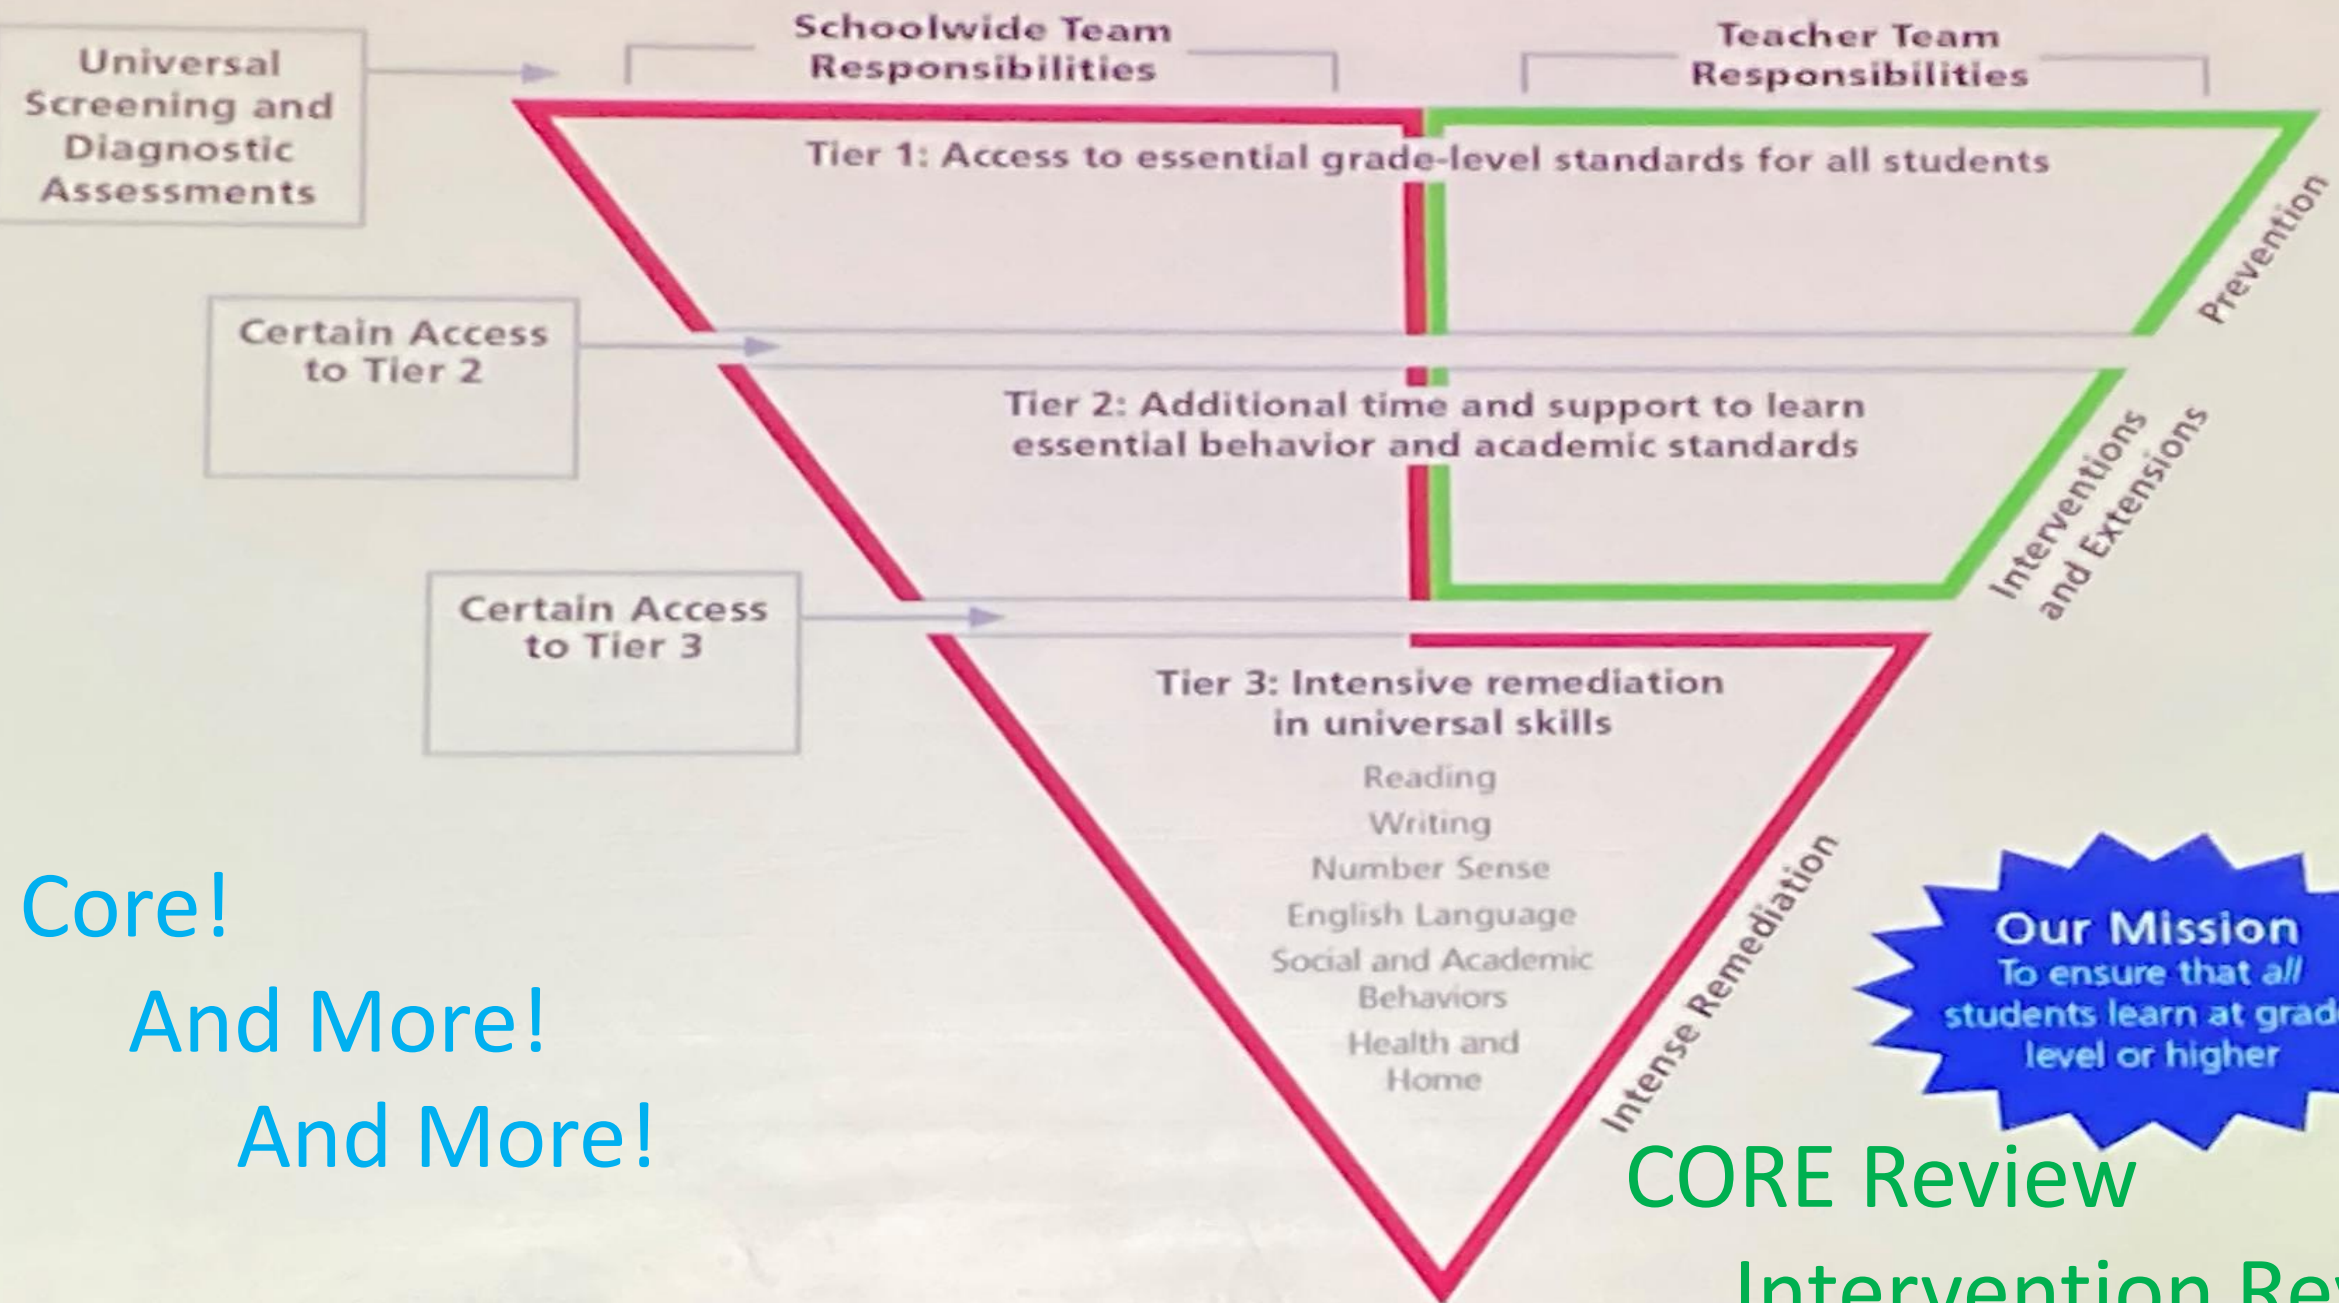 Universal
Screening and
Diagnostic
Assessments
Schoolwide Team
Responsibilities
Teacher Team
Responsibilities
Tier 1: Access to essential grade-level standards for all students
Prevention
Certain Access
to Tier 2
Tier 2: Additional time and support to learn
essential behavior and academic standards
Interventions
and Extensions
Certain Access
to Tier 3
Tier 3: Intensive remediation
in universal skills
Reading
Writing
Number Sense
English Language
Social and Academic
Behaviors
Health and
Home
Intense Remediation
Our Mission
To ensure that all
students learn at
level or higher
Core!
And More!
And More!
CORE Review
Intervention